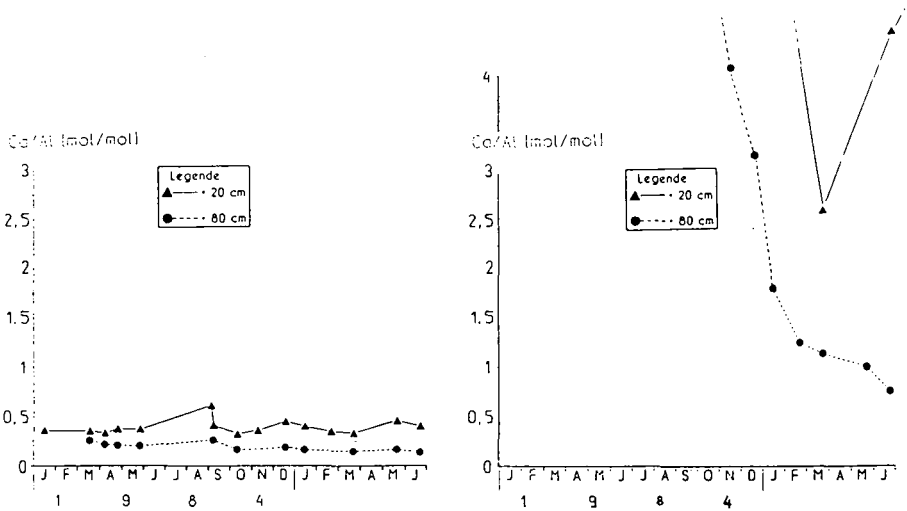 Ca/Al [mol/mol]
3
2,5
2
1,5
1
0,5
0
Legende
20 cm
80 cm
J F M A M J J A S O N D J F M A M J
1 9 8 4
4
Ca/Al [mol/mol]
3
2,5
2
1,5
1
0,5
0
Legende
20 cm
80 cm
J F M A M J J A S O N D J F M A M J
1 9 8 4